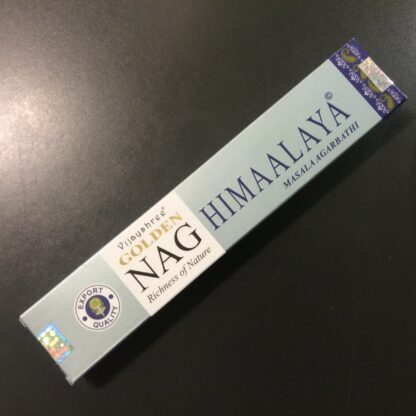 Vijayshree®
GOLDEN
NAG
Richness of Nature
HIMAALAYA©
MASALA AGARBATHI
EXPORT
QUALITY